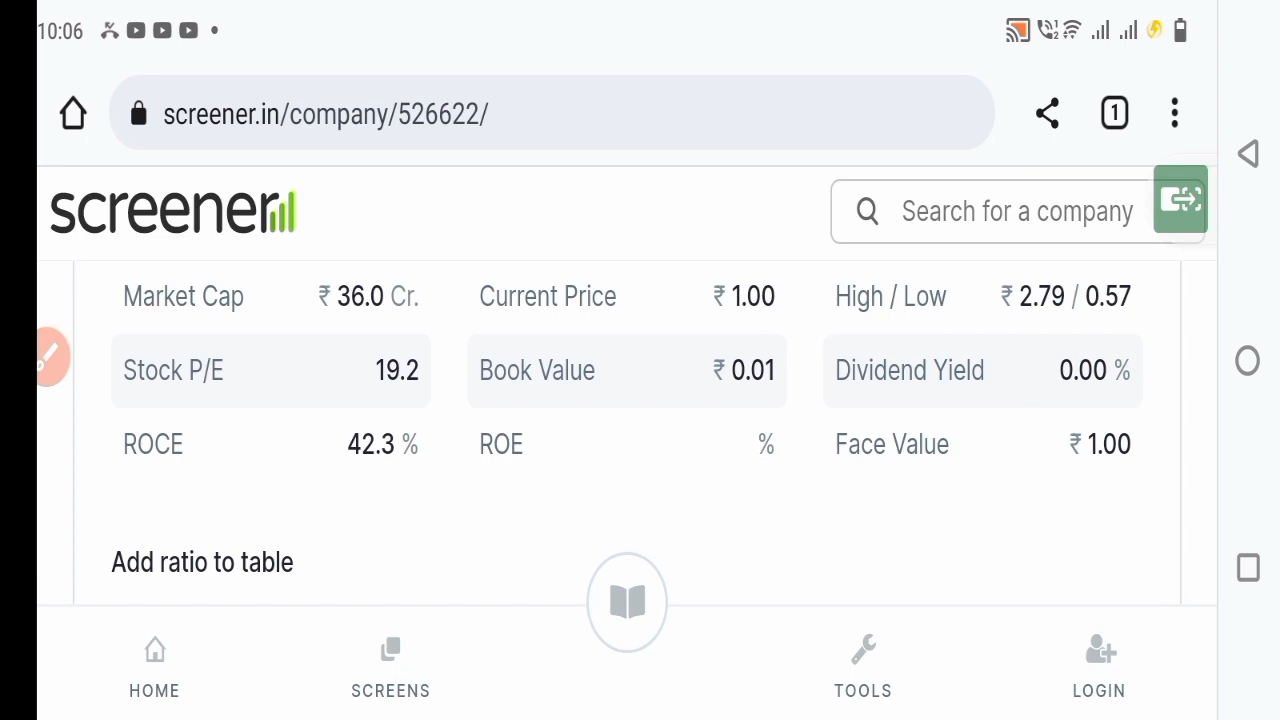 10:06
screener.in/company/526622/
1
screener
Search for a company
Market Cap ₹ 36.0 Cr. Current Price ₹ 1.00 High / Low ₹ 2.79 / 0.57
Stock P/E 19.2 Book Value ₹ 0.01 Dividend Yield 0.00 %
ROCE 42.3 % ROE % Face Value ₹ 1.00
Add ratio to table
HOME SCREENS TOOLS LOGIN